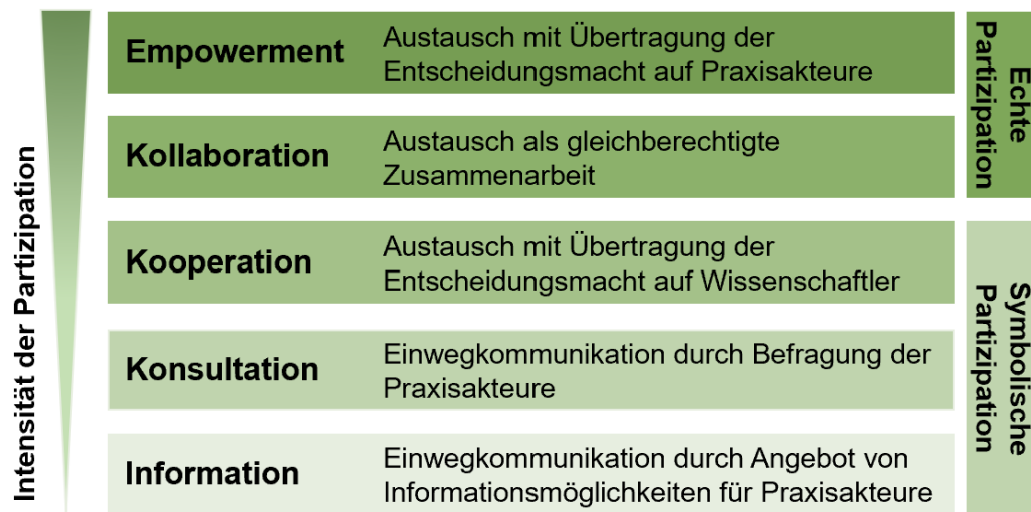 Intensität der Partizipation
Empowerment
Austausch mit Übertragung der
Entscheidungsmacht auf Praxisakteure
Kollaboration
Austausch als gleichberechtigte
Zusammenarbeit
Kooperation
Austausch mit Übertragung der
Entscheidungsmacht auf Wissenschaftler
Konsultation
Einwegkommunikation durch Befragung der
Praxisakteure
Information
Einwegkommunikation durch Angebot von
Informationsmöglichkeiten für Praxisakteure
Echte
Partizipation
Symbolische
Partizipation